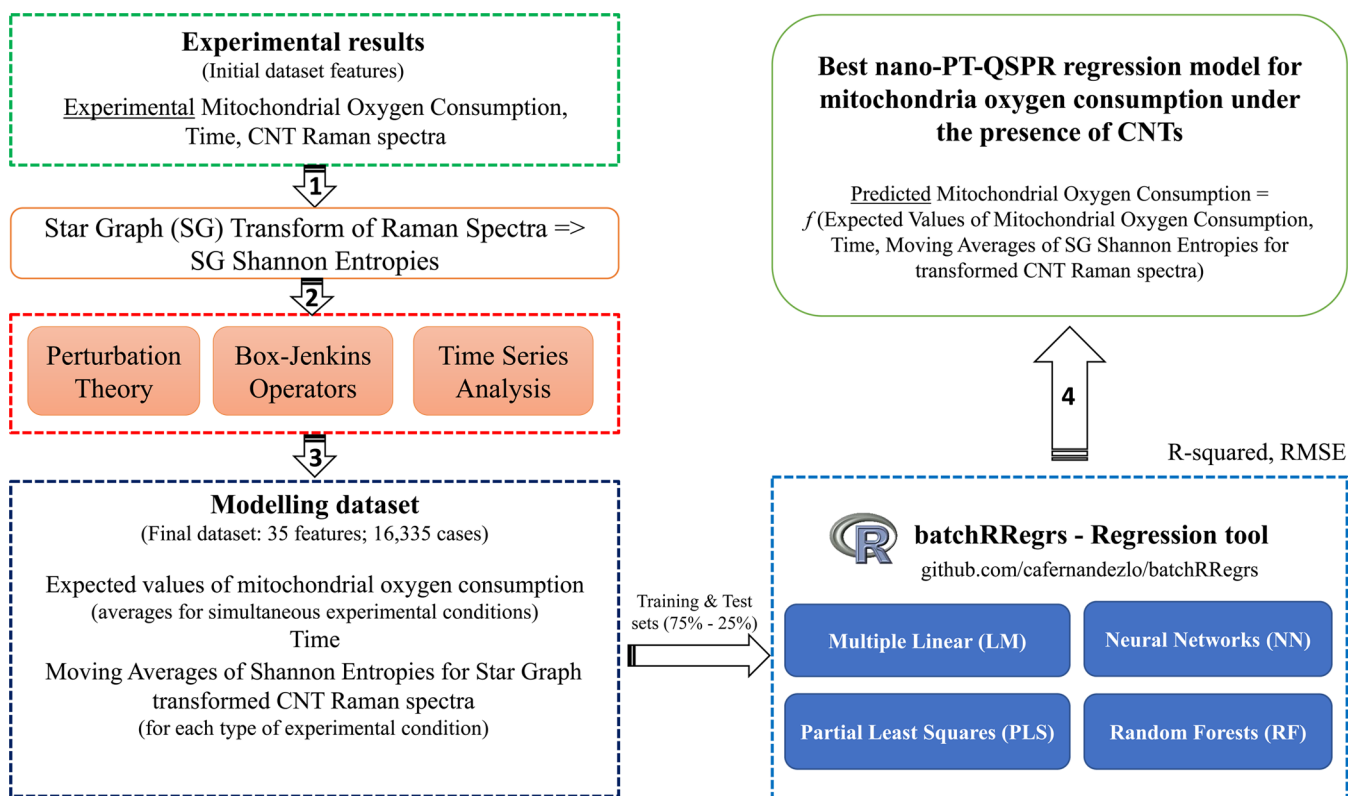 Experimental results
(Initial dataset features)
Experimental Mitochondrial Oxygen Consumption,
Time, CNT Raman spectra
1
Star Graph (SG) Transform of Raman Spectra =>
SG Shannon Entropies
2
Perturbation
Theory
Box-Jenkins
Operators
Time Series
Analysis
3
Modelling dataset
(Final dataset: 35 features; 16,335 cases)
Expected values of mitochondrial oxygen consumption
(averages for simultaneous experimental conditions)
Time
Moving Averages of Shannon Entropies for Star Graph
transformed CNT Raman spectra
(for each type of experimental condition)
Training & Test
sets (75% - 25%)
R batchRRegrs - Regression tool
github.com/cafernandezlo/batchRRegrs
Multiple Linear (LM)
Neural Networks (NN)
Partial Least Squares (PLS)
Random Forests (RF)
4
R-squared, RMSE
Best nano-PT-QSPR regression model for
mitochondria oxygen consumption under
the presence of CNTs
Predicted Mitochondrial Oxygen Consumption =
f (Expected Values of Mitochondrial Oxygen Consumption,
Time, Moving Averages of SG Shannon Entropies for
transformed CNT Raman spectra)